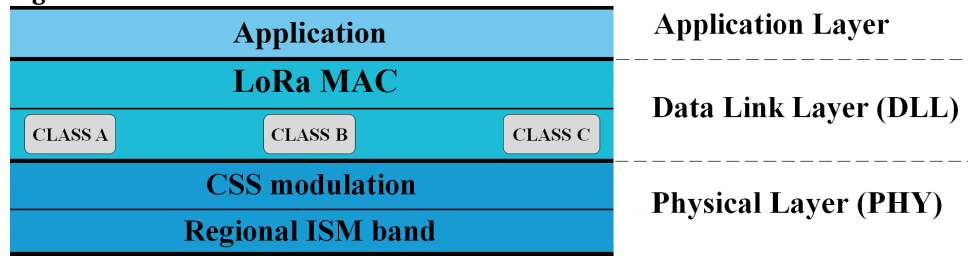 Application
Application Layer
LoRa MAC
CLASS A
CLASS B
CLASS C
Data Link Layer (DLL)
CSS modulation
Regional ISM band
Physical Layer (PHY)